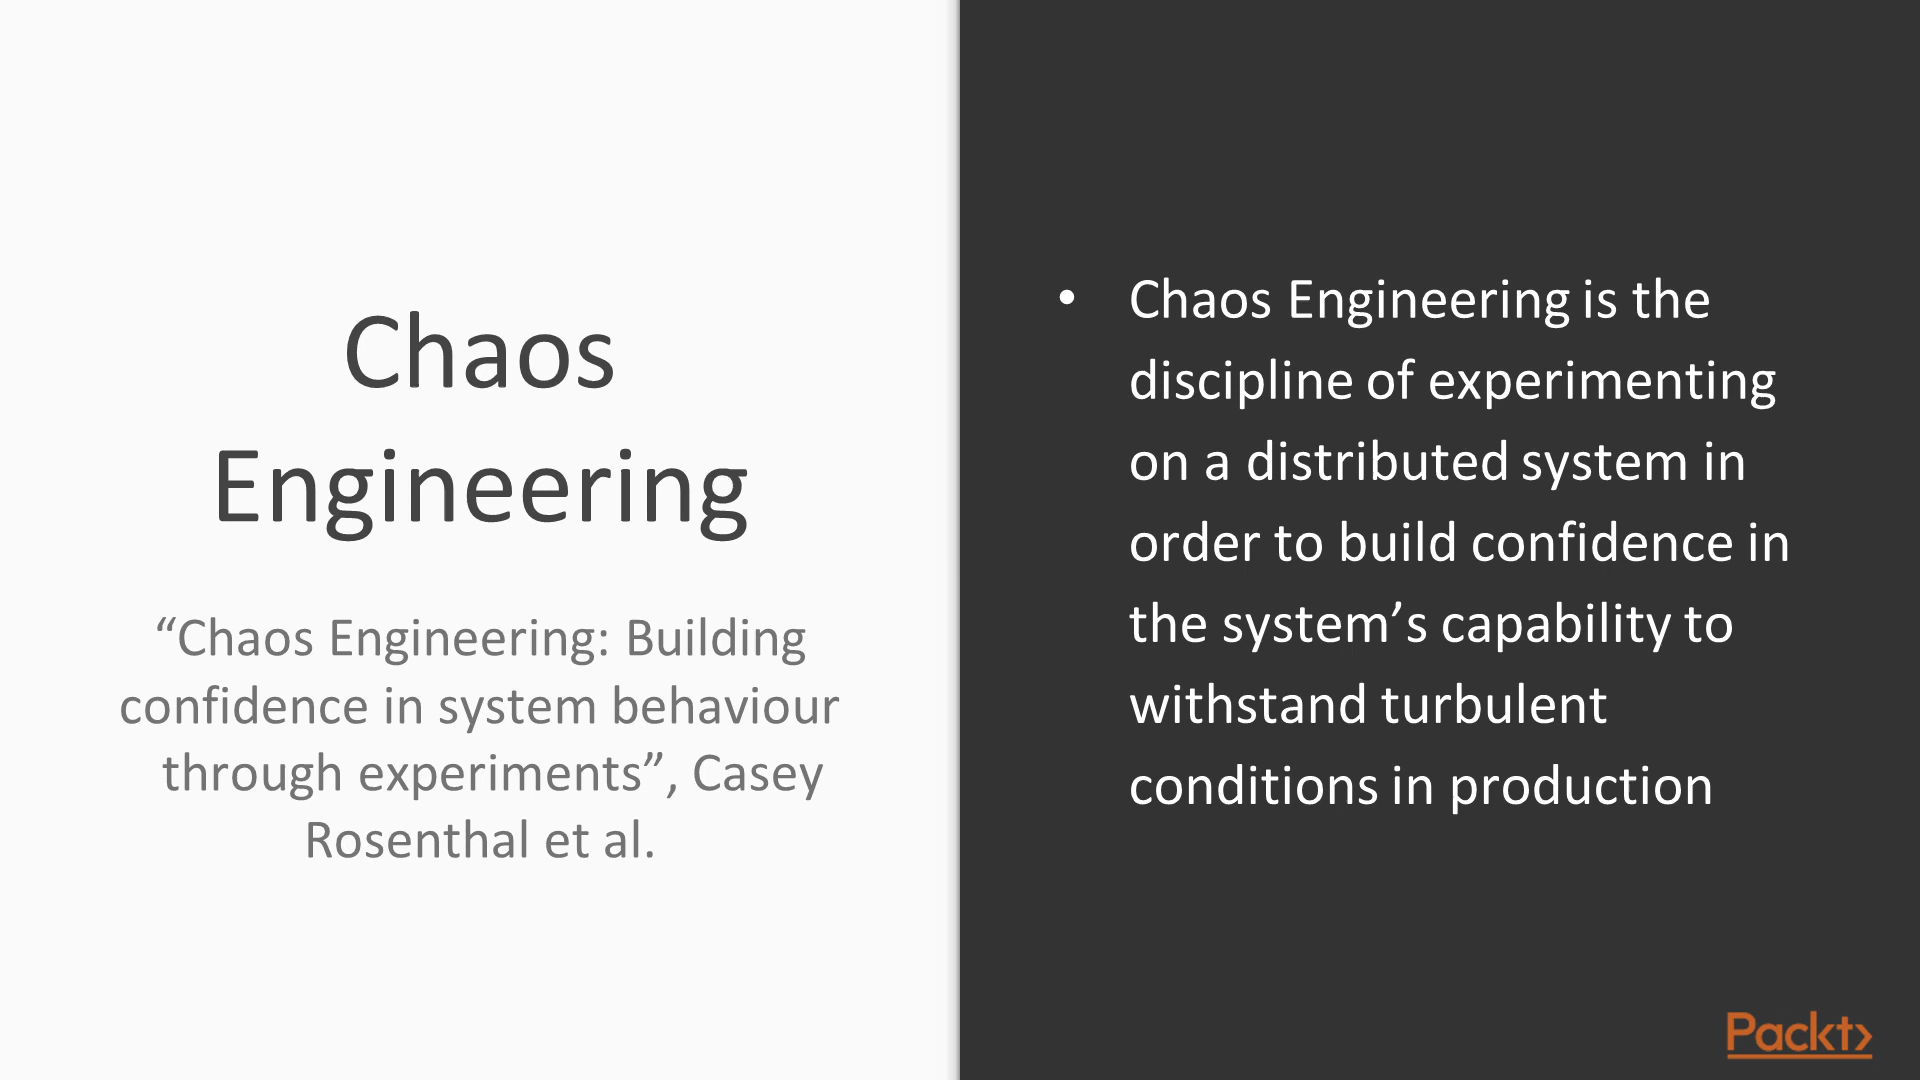 Chaos
Engineering
“Chaos Engineering: Building
confidence in system behaviour
through experiments”, Casey
Rosenthal et al.
• Chaos Engineering is the
discipline of experimenting
on a distributed system in
order to build confidence in
the system’s capability to
withstand turbulent
conditions in production
Packt>